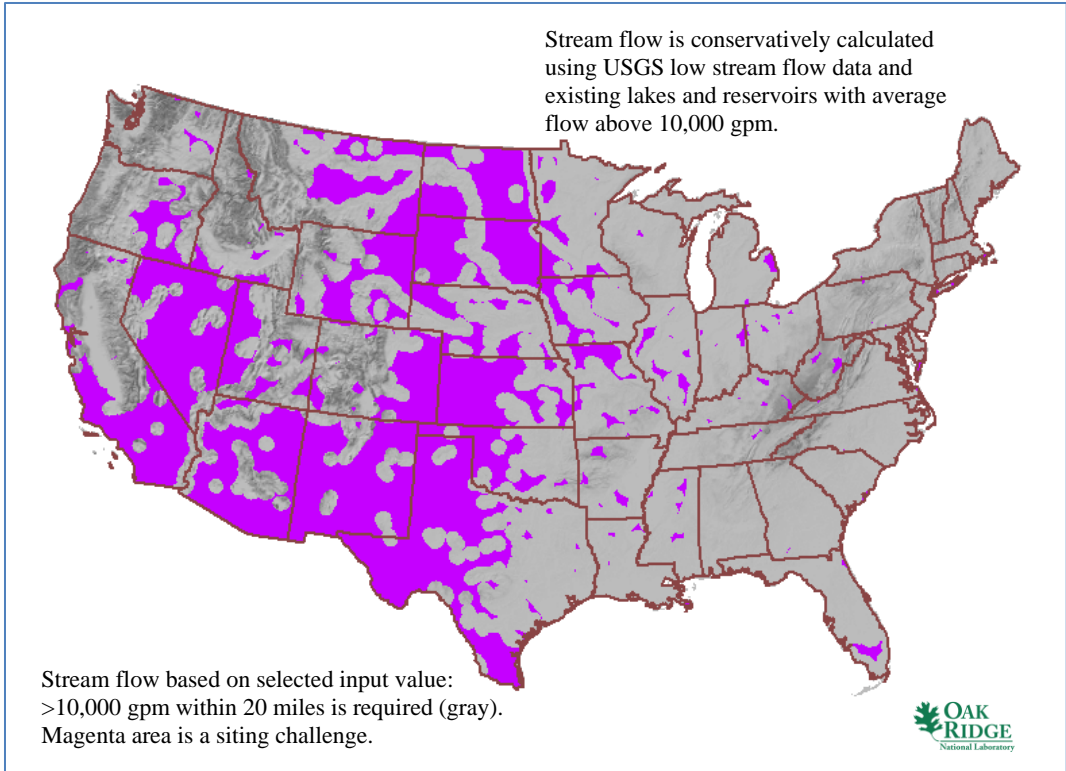 Stream flow is conservatively calculated
using USGS low stream flow data and
existing lakes and reservoirs with average
flow above 10,000 gpm.
Stream flow based on selected input value:
>10,000 gpm within 20 miles is required (gray).
Magenta area is a siting challenge.
OAK
RIDGE
National Laboratory